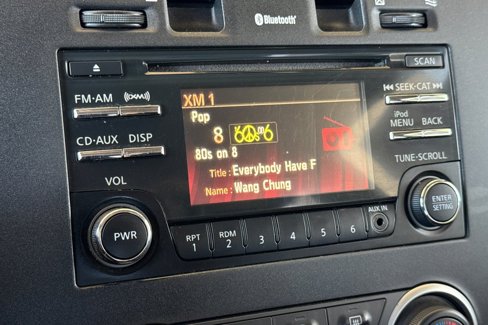 Bluetooth
SCAN
FM·AM ((XM))
SEEK·CAT
CD·AUX DISP
iPod
MENU BACK
XM 1
Pop
8
80s on 8
Title : Everybody Have F
Name : Wang Chung
VOL
TUNE·SCROLL
PWR
ENTER
SETTING
AUX IN
RPT
1
RDM
2
3
4
5
6